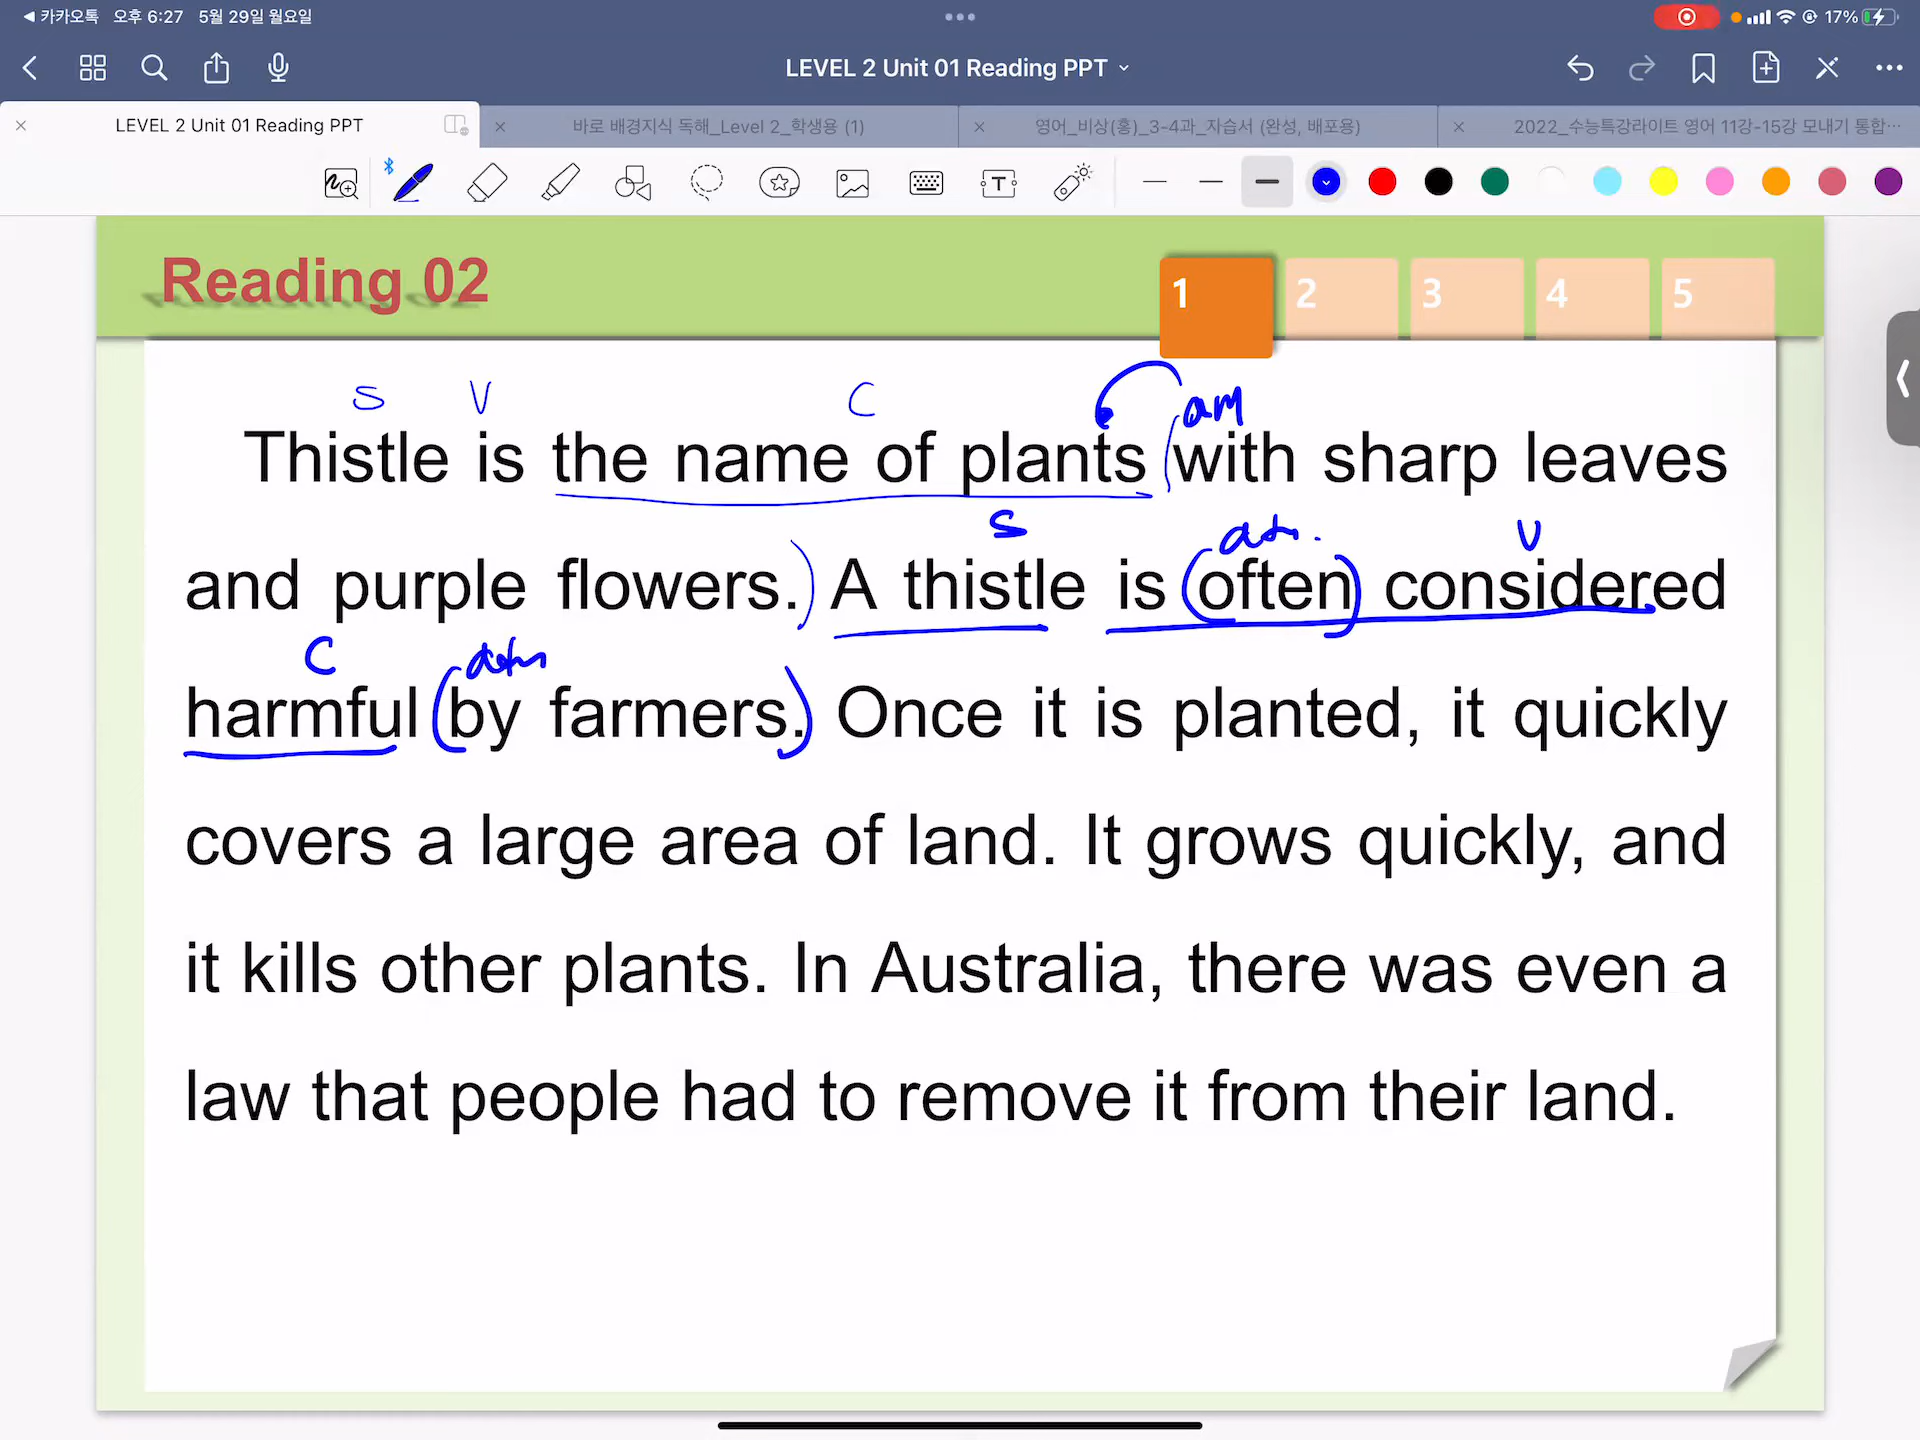 카카오톡 오후 6:27 5월 29일 월요일
17%
LEVEL 2 Unit 01 Reading PPT
LEVEL 2 Unit 01 Reading PPT
바로 배경지식 독해_Level 2_학생용 (1)
영어_비상(홍)_3-4과_자습서 (완성, 배포용)
2022_수능특강라이트 영어 11강-15강 모내기 통합···
T
Reading 02
1 2 3 4 5
S V C
Thistle is the name of plants (with sharp leaves
S V
and purple flowers.) A thistle is (often) considered
C
harmful (by farmers.) Once it is planted, it quickly
covers a large area of land. It grows quickly, and
it kills other plants. In Australia, there was even a
law that people had to remove it from their land.